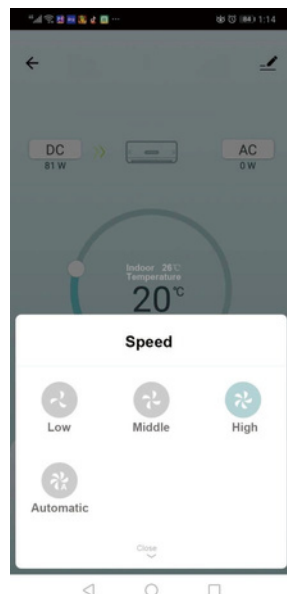 1:14
DC
AC
81 W
0 W
Indoor 26℃
Temperature
20℃
Speed
Low
Middle
High
A
Automatic
Close